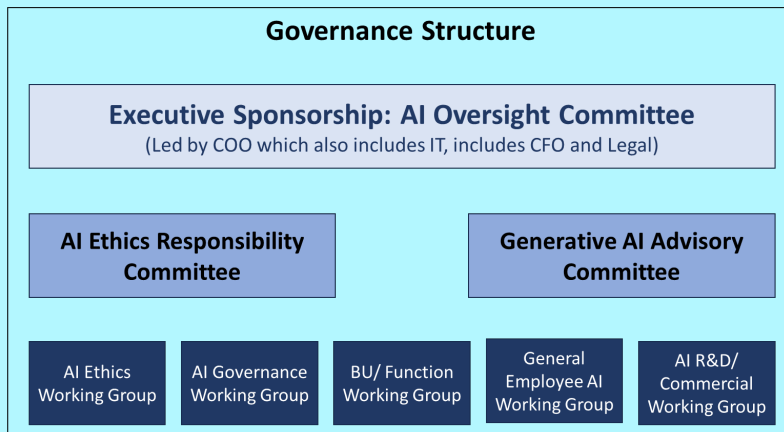 Governance Structure
Executive Sponsorship: AI Oversight Committee
(Led by COO which also includes IT, includes CFO and Legal)
AI Ethics Responsibility
Committee
Generative AI Advisory
Committee
AI Ethics
Working Group
AI Governance
Working Group
BU/ Function
Working Group
General
Employee AI
Working Group
AI R&D/
Commercial
Working Group